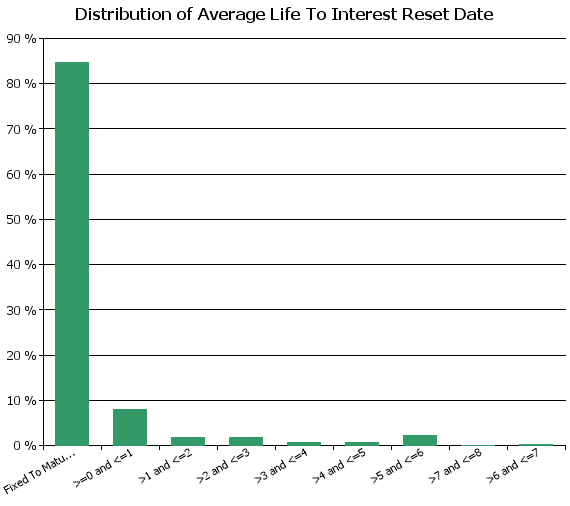 Distribution of Average Life To Interest Reset Date
90 %
80 %
70 %
60 %
50 %
40 %
30 %
20 %
10 %
0 %
Fixed To Matu...
>=0 and <=1
>1 and <=2
>2 and <=3
>3 and <=4
>4 and <=5
>5 and <=6
>7 and <=8
>6 and <=7